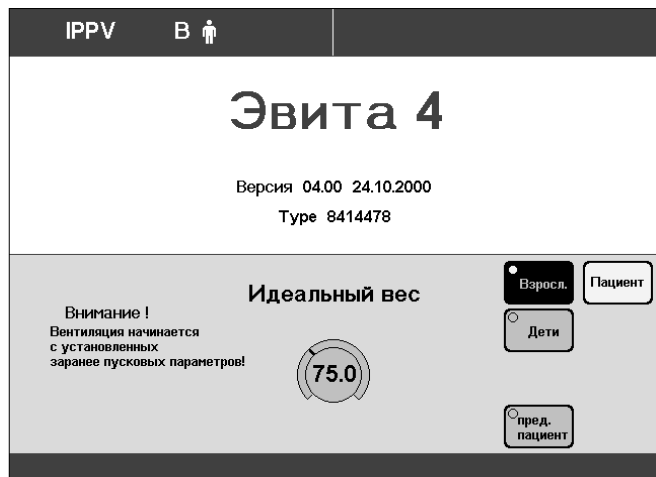 IPPV В
Эвита 4
Версия 04.00 24.10.2000
Type 8414478
Идеальный вес
Взросл.
Пациент
Внимание !
Вентиляция начинается
с установленных
заранее пусковых параметров!
Дети
75.0
пред.
пациент